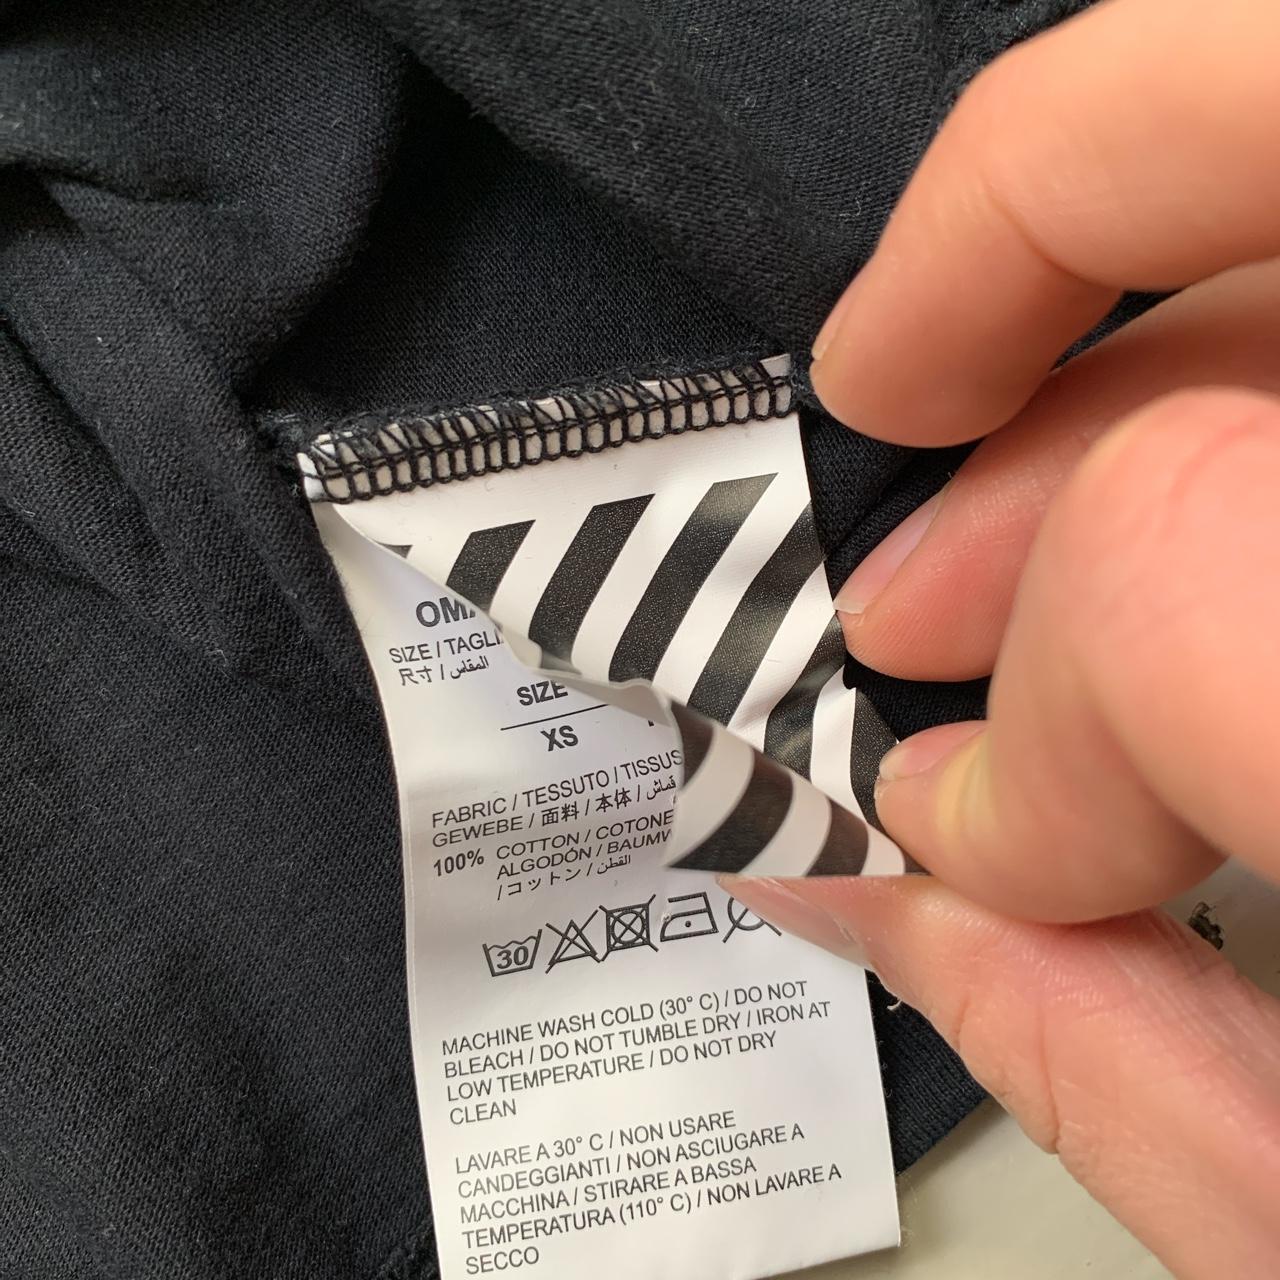 SIZE / TAGLI
尺寸 / المقاس
SIZE
XS
FABRIC / TESSUTO / TISSUS
GEWEBE / 面料 / 本体 / قماش
100% COTTON / COTONE
ALGODÓN / BAUMW
/ コットン / القطن
30
MACHINE WASH COLD (30° C) / DO NOT
BLEACH / DO NOT TUMBLE DRY / IRON AT
LOW TEMPERATURE / DO NOT DRY
CLEAN
LAVARE A 30° C / NON USARE
CANDEGGIANTI / NON ASCIUGARE A
MACCHINA / STIRARE A BASSA
TEMPERATURA (110° C) / NON LAVARE A
SECCO